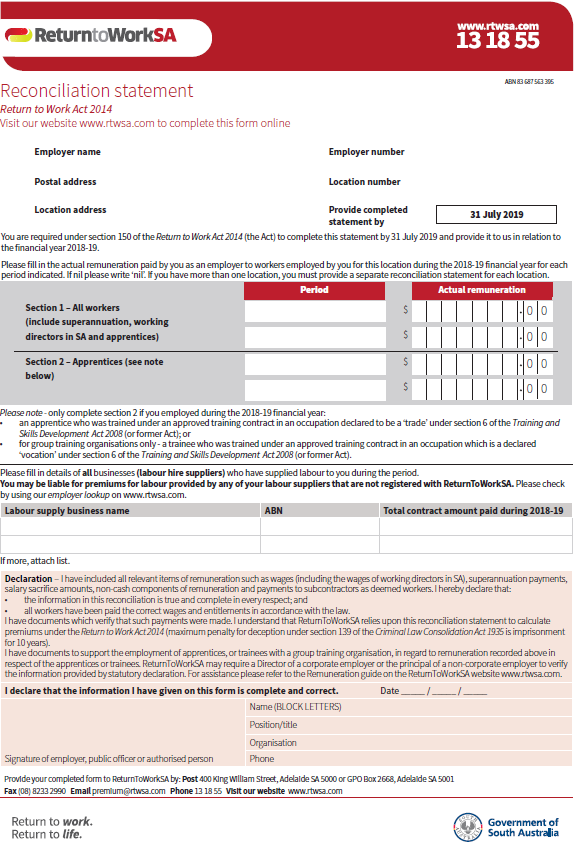 ReturntoWorkSA
www.rtwsa.com
13 18 55
ABN 83 687 563 395
Reconciliation statement
Return to Work Act 2014
Visit our website www.rtwsa.com to complete this form online
Employer name
Employer number
Postal address
Location number
Location address
Provide completed
statement by
31 July 2019
You are required under section 150 of the Return to Work Act 2014 (the Act) to complete this statement by 31 July 2019 and provide it to us in relation to
the financial year 2018-19.
Please fill in the actual remuneration paid by you as an employer to workers employed by you for this location during the 2018-19 financial year for each
period indicated. If nil please write 'nil'. If you have more than one location, you must provide a separate reconciliation statement for each location.
Period
Actual remuneration
Section 1 – All workers
(include superannuation, working
directors in SA and apprentices)
$ . 0 0
$ . 0 0
Section 2 – Apprentices (see note
below)
$ . 0 0
$ . 0 0
Please note - only complete section 2 if you employed during the 2018-19 financial year:
• an apprentice who was trained under an approved training contract in an occupation declared to be a 'trade' under section 6 of the Training and
Skills Development Act 2008 (or former Act); or
• for group training organisations only - a trainee who was trained under an approved training contract in an occupation which is a declared
'vocation' under section 6 of the Training and Skills Development Act 2008 (or former Act).
Please fill in details of all businesses (labour hire suppliers) who have supplied labour to you during the period.
You may be liable for premiums for labour provided by any of your labour suppliers that are not registered with ReturnToWorkSA. Please check
by using our employer lookup on www.rtwsa.com.
Labour supply business name
ABN
Total contract amount paid during 2018-19
If more, attach list.
Declaration – I have included all relevant items of remuneration such as wages (including the wages of working directors in SA), superannuation payments,
salary sacrifice amounts, non-cash components of remuneration and payments to subcontractors as deemed workers. I hereby declare that:
• the information in this reconciliation is true and complete in every respect; and
• all workers have been paid the correct wages and entitlements in accordance with the law.
I have documents which verify that such payments were made. I understand that ReturnToWorkSA relies upon this reconciliation statement to calculate
premiums under the Return to Work Act 2014 (maximum penalty for deception under section 139 of the Criminal Law Consolidation Act 1935 is imprisonment
for 10 years).
I have documents to support the employment of apprentices, or trainees with a group training organisation, in regard to remuneration recorded above in
respect of the apprentices or trainees. ReturnToWorkSA may require a Director of a corporate employer or the principal of a non-corporate employer to verify
the information provided by statutory declaration. For assistance please refer to the Remuneration guide on the ReturnToWorkSA website www.rtwsa.com.
I declare that the information I have given on this form is complete and correct.
Date _____ / _____ / _____
Name (BLOCK LETTERS)
Position/title
Organisation
Signature of employer, public officer or authorised person
Phone
Provide your completed form to ReturnToWorkSA by: Post 400 King William Street, Adelaide SA 5000 or GPO Box 2668, Adelaide SA 5001
Fax (08) 8233 2990 Email premium@rtwsa.com Phone 13 18 55 Visit our website www.rtwsa.com
Return to work.
Return to life.
Government of
South Australia